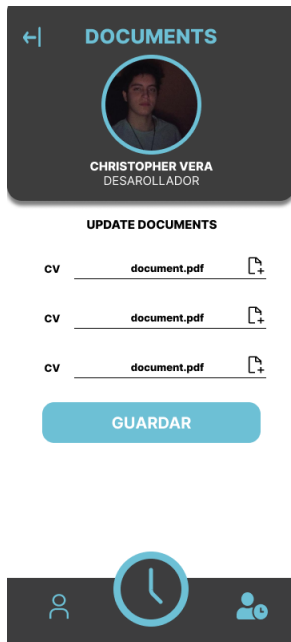 DOCUMENTS
CHRISTOPHER VERA
DESAROLLADOR
UPDATE DOCUMENTS
CV document.pdf
CV document.pdf
CV document.pdf
GUARDAR